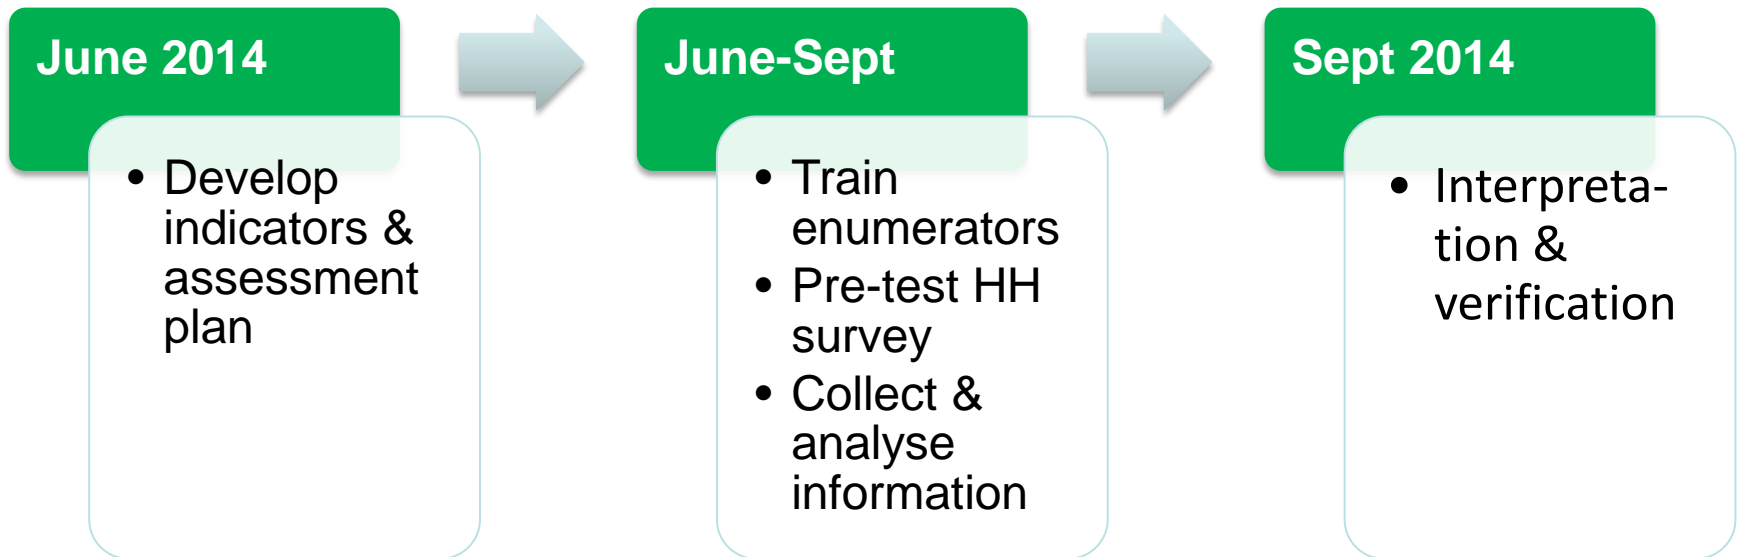 June 2014
• Develop
indicators &
assessment
plan
June-Sept
• Train
enumerators
• Pre-test HH
survey
• Collect &
analyse
information
Sept 2014
• Interpreta-
tion &
verification